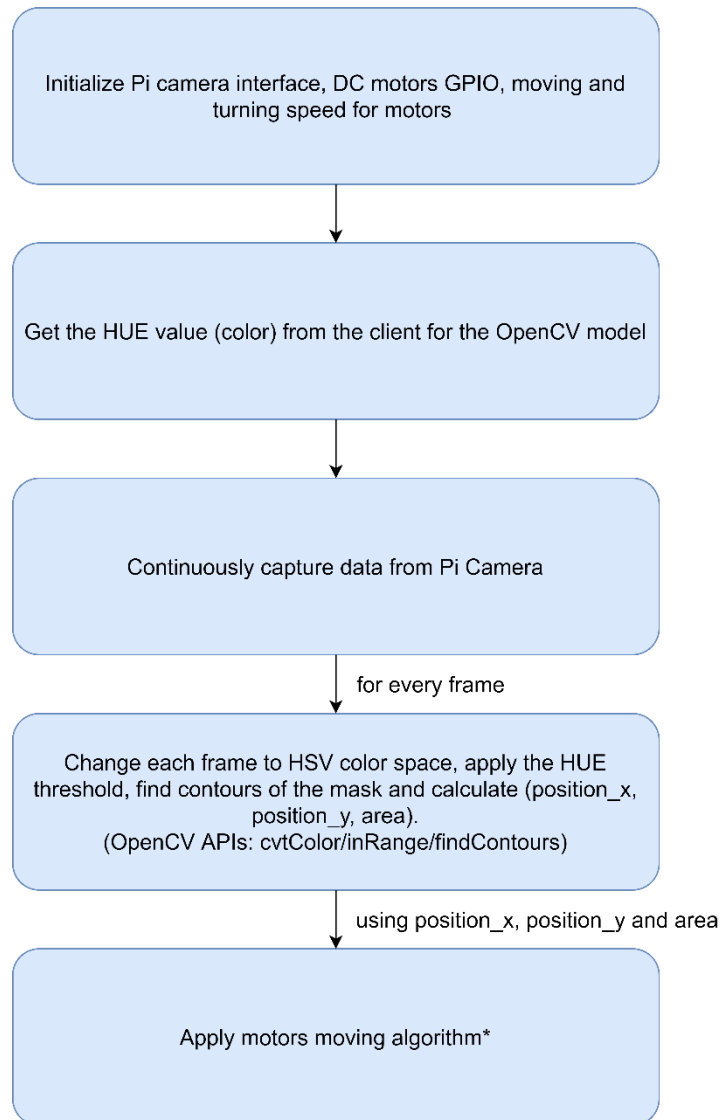 Initialize Pi camera interface, DC motors GPIO, moving and
turning speed for motors
Get the HUE value (color) from the client for the OpenCV model
Continuously capture data from Pi Camera
for every frame
Change each frame to HSV color space, apply the HUE
threshold, find contours of the mask and calculate (position_x,
position_y, area).
(OpenCV APIs: cvtColor/inRange/findContours)
using position_x, position_y and area
Apply motors moving algorithm*